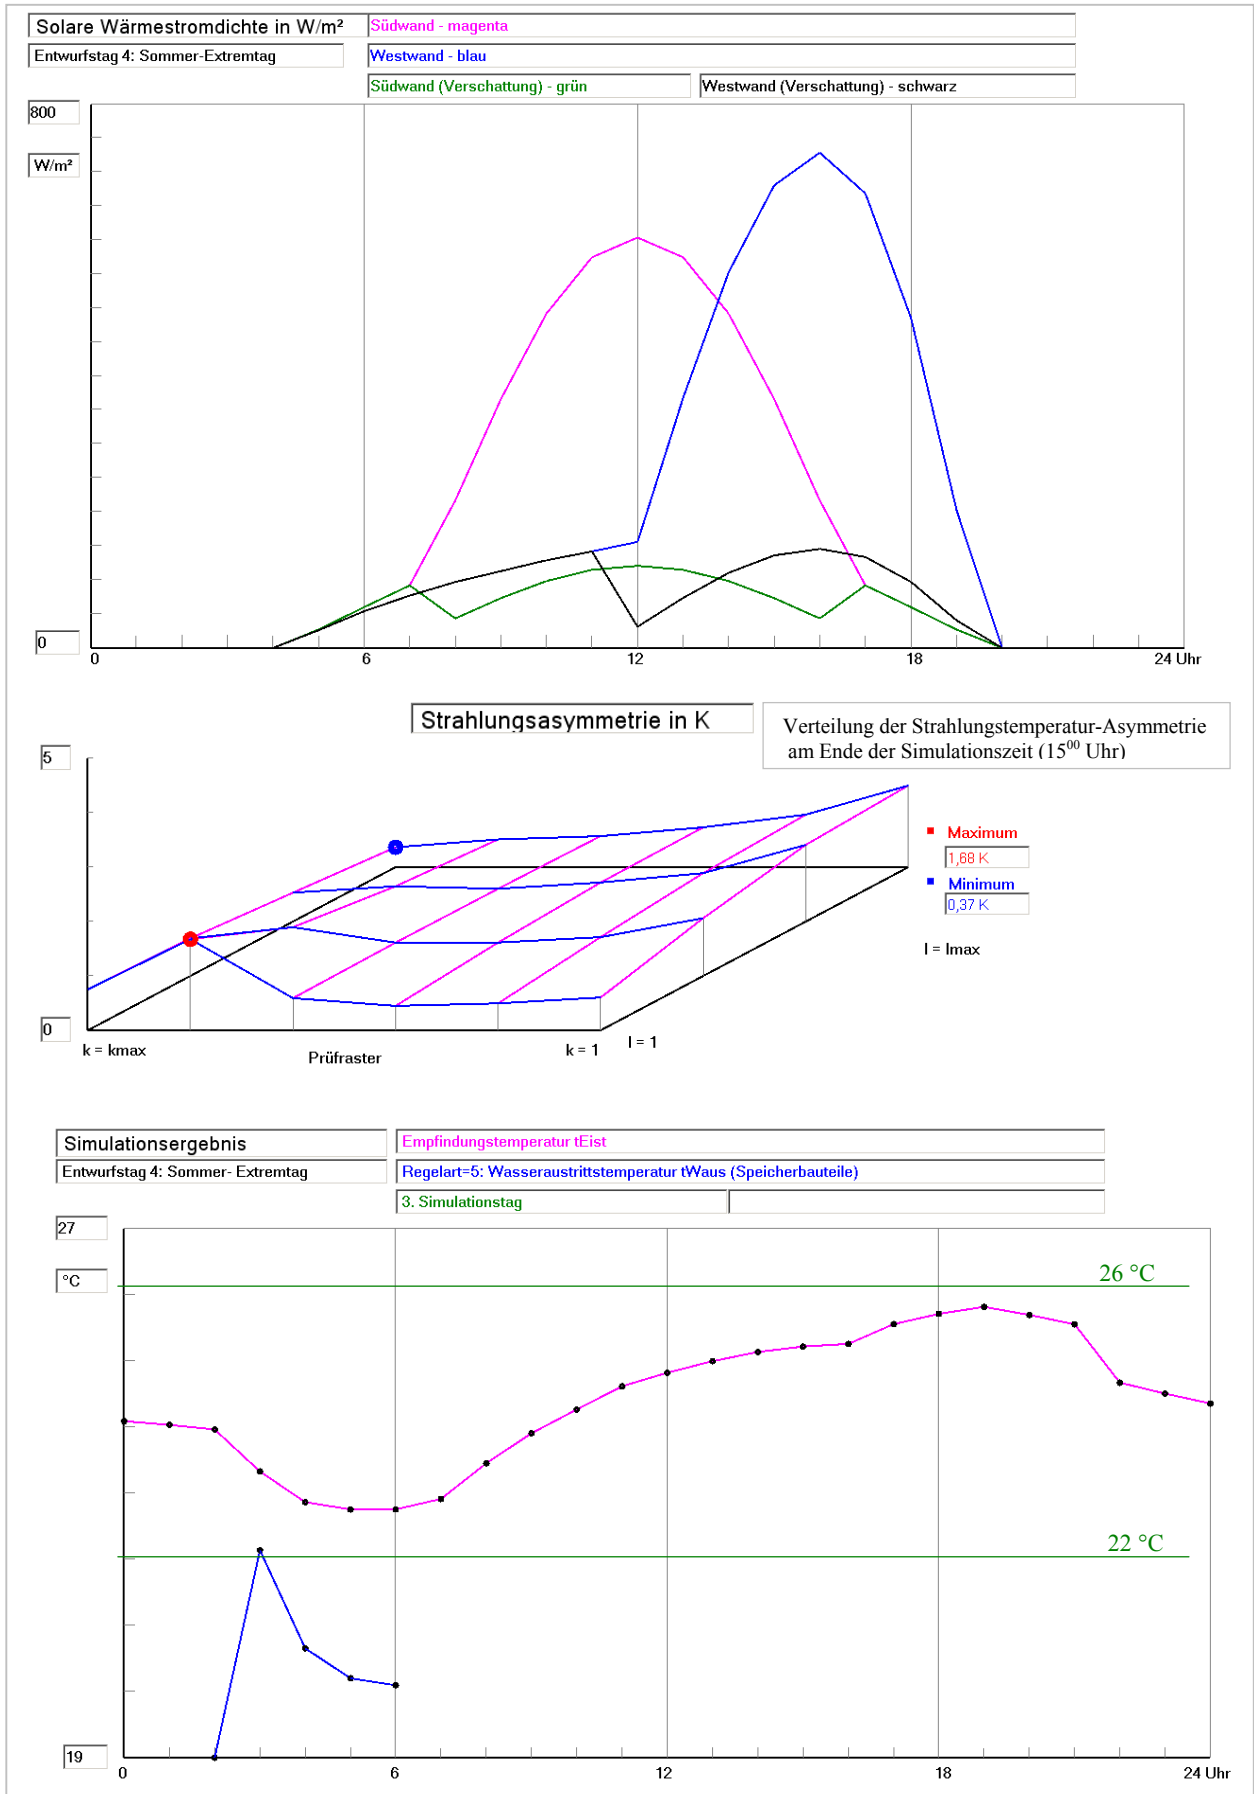 Solare Wärmestromdichte in W/m²
Südwand - magenta
Entwurfstag 4: Sommer-Extremtag
Westwand - blau
Südwand (Verschattung) - grün
Westwand (Verschattung) - schwarz
800
W/m²
0
0 6 12 18 24 Uhr
Strahlungsasymmetrie in K
Verteilung der Strahlungstemperatur-Asymmetrie
am Ende der Simulationszeit (15⁰⁰ Uhr)
5
Maximum
1,68 K
Minimum
0,37 K
l = lmax
0
k = kmax
Prüfraster
k = 1
l = 1
Simulationsergebnis
Empfindungstemperatur tEist
Entwurfstag 4: Sommer- Extremtag
Regelart=5: Wasseraustrittstemperatur tWaus (Speicherbauteile)
3. Simulationstag
27
°C
26 °C
22 °C
19
0 6 12 18 24 Uhr